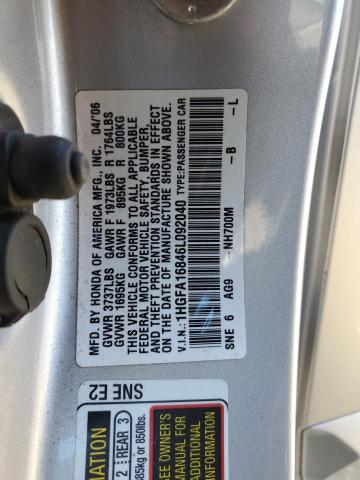 MFD. BY HONDA OF AMERICA MFG., INC. 04/'06
GVWR 3737LBS GAWR F 1973LBS R 1764LBS
GVWR 1695KG GAWR F 895KG R 800KG
THIS VEHICLE CONFORMS TO ALL APPLICABLE
FEDERAL MOTOR VEHICLE SAFETY, BUMPER,
AND THEFT PREVENTION STANDARDS IN EFFECT
ON THE DATE OF MANUFACTURE SHOWN ABOVE.
V.I.N.: 1HGFA16846L092040 TYPE:PASSENGER CAR
SNE 6 AG9 -NH700M -B -L
SNE E2
MATION
2 REAR 3
85kg or 850lbs.
SEE OWNER'S
MANUAL FOR
ADDITIONAL
INFORMATION